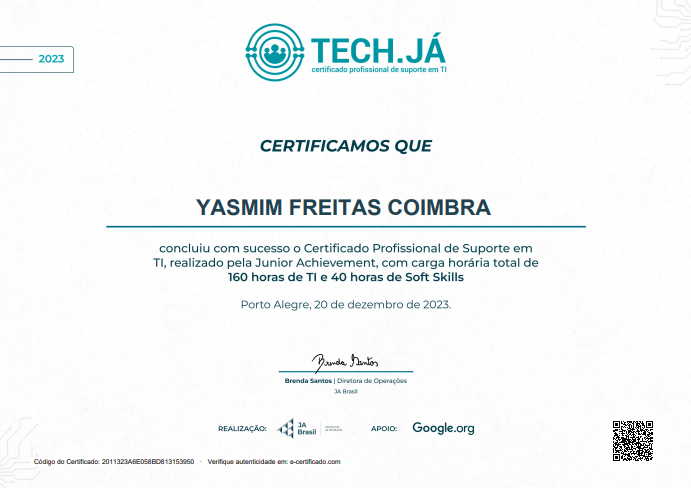 2023
TECH.JÁ
certificado profissional de suporte em TI
CERTIFICAMOS QUE
YASMIM FREITAS COIMBRA
concluiu com sucesso o Certificado Profissional de Suporte em
TI, realizado pela Junior Achievement, com carga horária total de
160 horas de TI e 40 horas de Soft Skills
Porto Alegre, 20 de dezembro de 2023.
Brenda Santos
Brenda Santos | Diretora de Operações
JA Brasil
REALIZAÇÃO: JA Brasil APOIO: Google.org
Código do Certificado: 2011323A6E058BD813153950 · Verifique autenticidade em: e-certificado.com